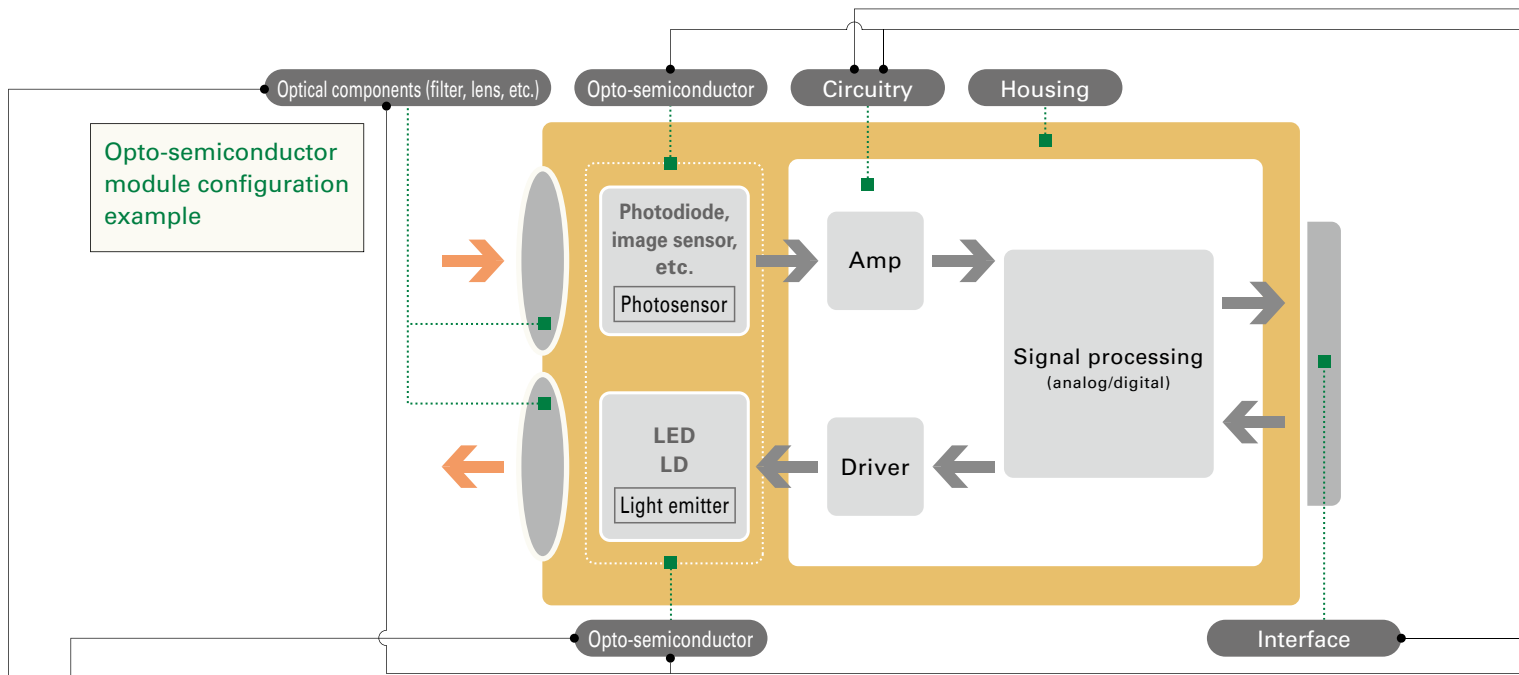 Optical components (filter, lens, etc.)
Opto-semiconductor
Circuitry
Housing
Opto-semiconductor
module configuration
example
Photodiode,
image sensor,
etc.
Photosensor
Amp
Signal processing
(analog/digital)
LED
LD
Light emitter
Driver
Opto-semiconductor
Interface